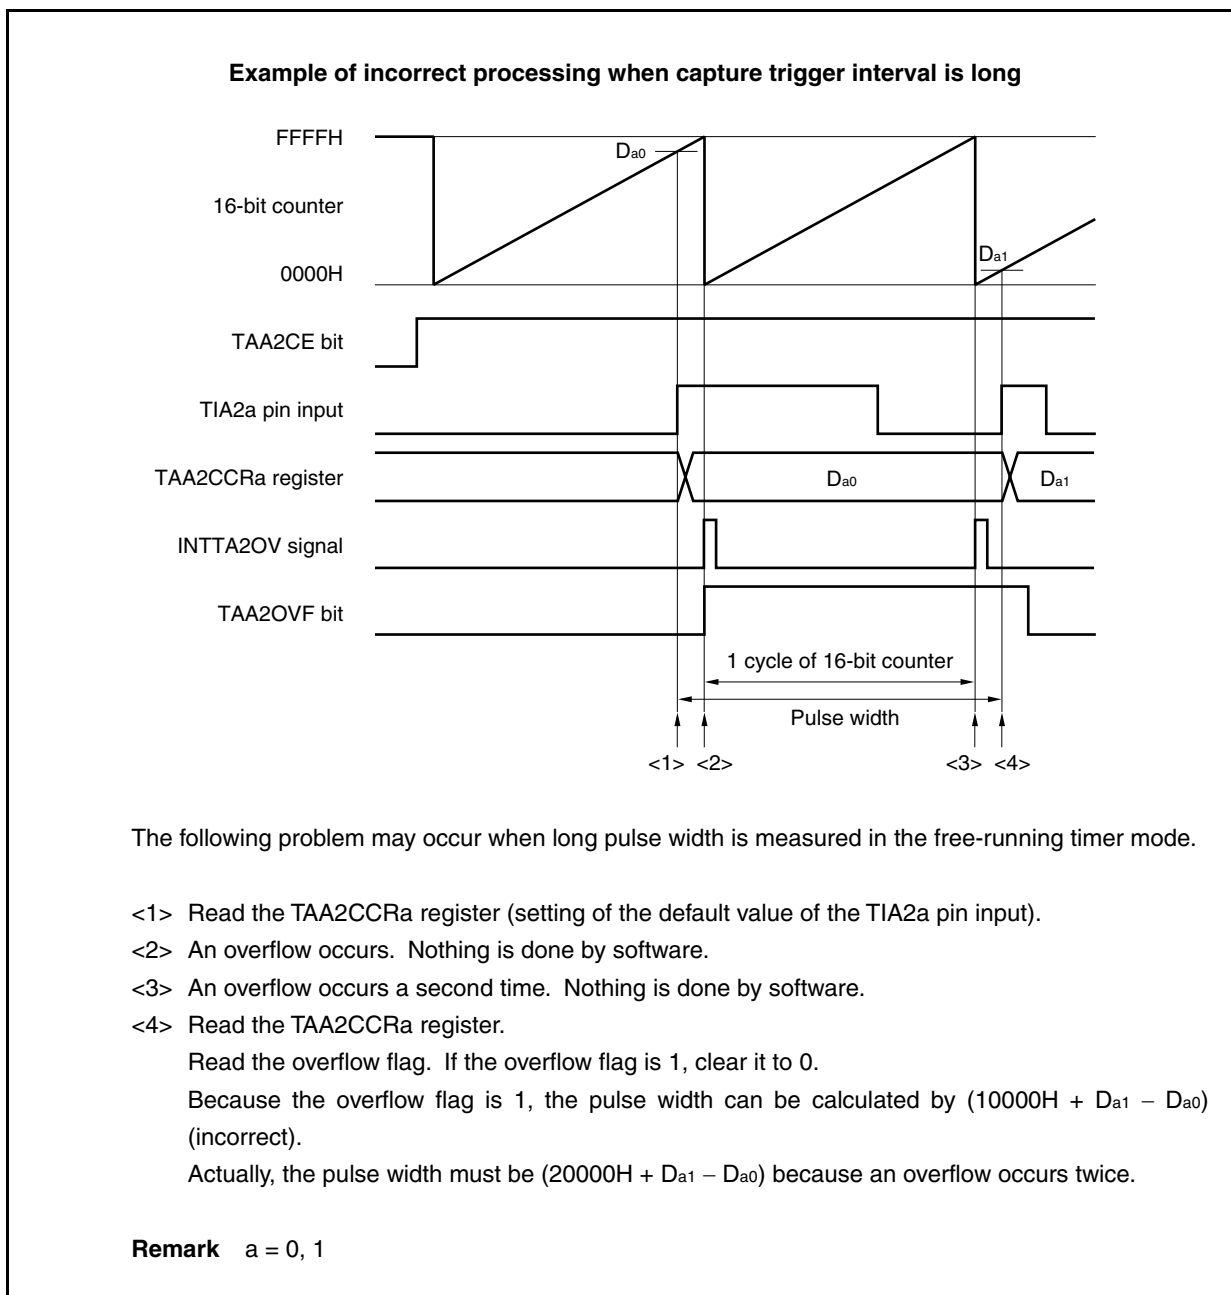 Example of incorrect processing when capture trigger interval is long
FFFFH
Da0
16-bit counter
Da1
0000H
TAA2CE bit
TIA2a pin input
TAA2CCRa register
Da0
Da1
INTTA2OV signal
TAA2OVF bit
1 cycle of 16-bit counter
Pulse width
<1> <2> <3> <4>
The following problem may occur when long pulse width is measured in the free-running timer mode.
<1> Read the TAA2CCRa register (setting of the default value of the TIA2a pin input).
<2> An overflow occurs. Nothing is done by software.
<3> An overflow occurs a second time. Nothing is done by software.
<4> Read the TAA2CCRa register.
Read the overflow flag. If the overflow flag is 1, clear it to 0.
Because the overflow flag is 1, the pulse width can be calculated by (10000H + Da1 − Da0)
(incorrect).
Actually, the pulse width must be (20000H + Da1 − Da0) because an overflow occurs twice.
Remark a = 0, 1